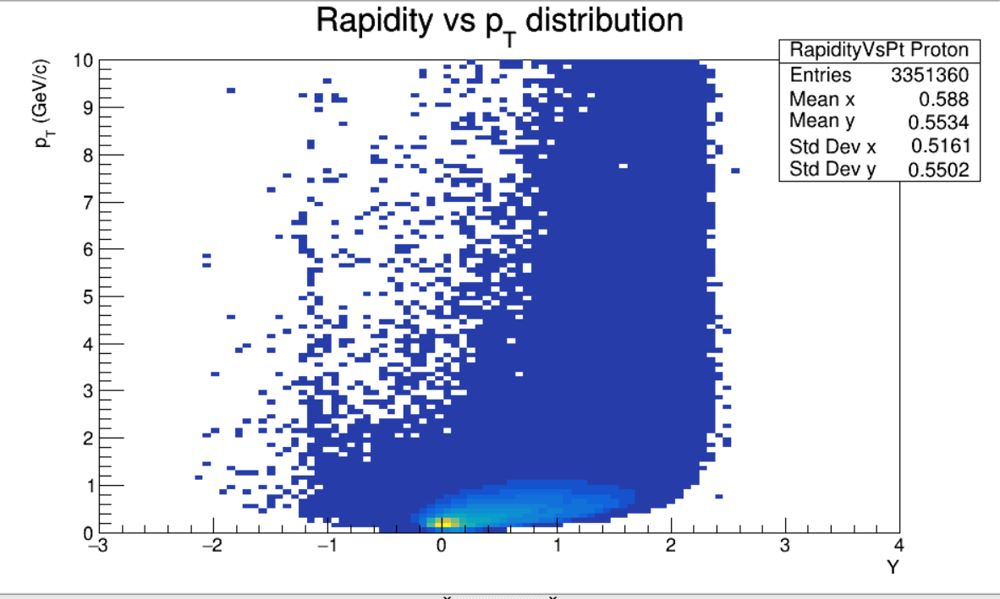 Rapidity vs pT distribution
RapidityVsPt Proton
Entries 3351360
Mean x 0.588
Mean y 0.5534
Std Dev x 0.5161
Std Dev y 0.5502
pT (GeV/c)
10
9
8
7
6
5
4
3
2
1
0
−3 −2 −1 0 1 2 3 4
Y